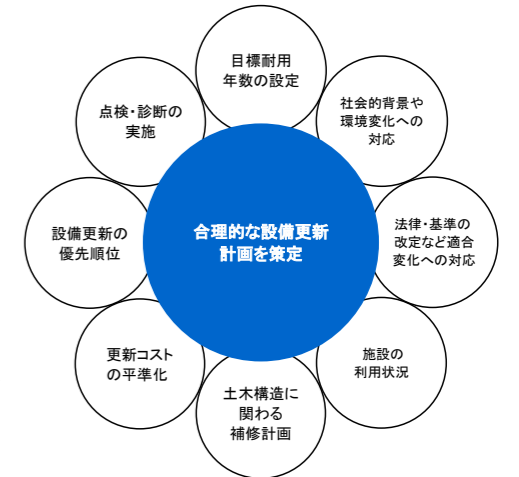 目標耐用
年数の設定
社会的背景や
環境変化への
対応
法律・基準の
改定など適合
変化への対応
施設の
利用状況
土木構造に
関わる
補修計画
更新コスト
の平準化
設備更新の
優先順位
点検・診断の
実施
合理的な設備更新
計画を策定